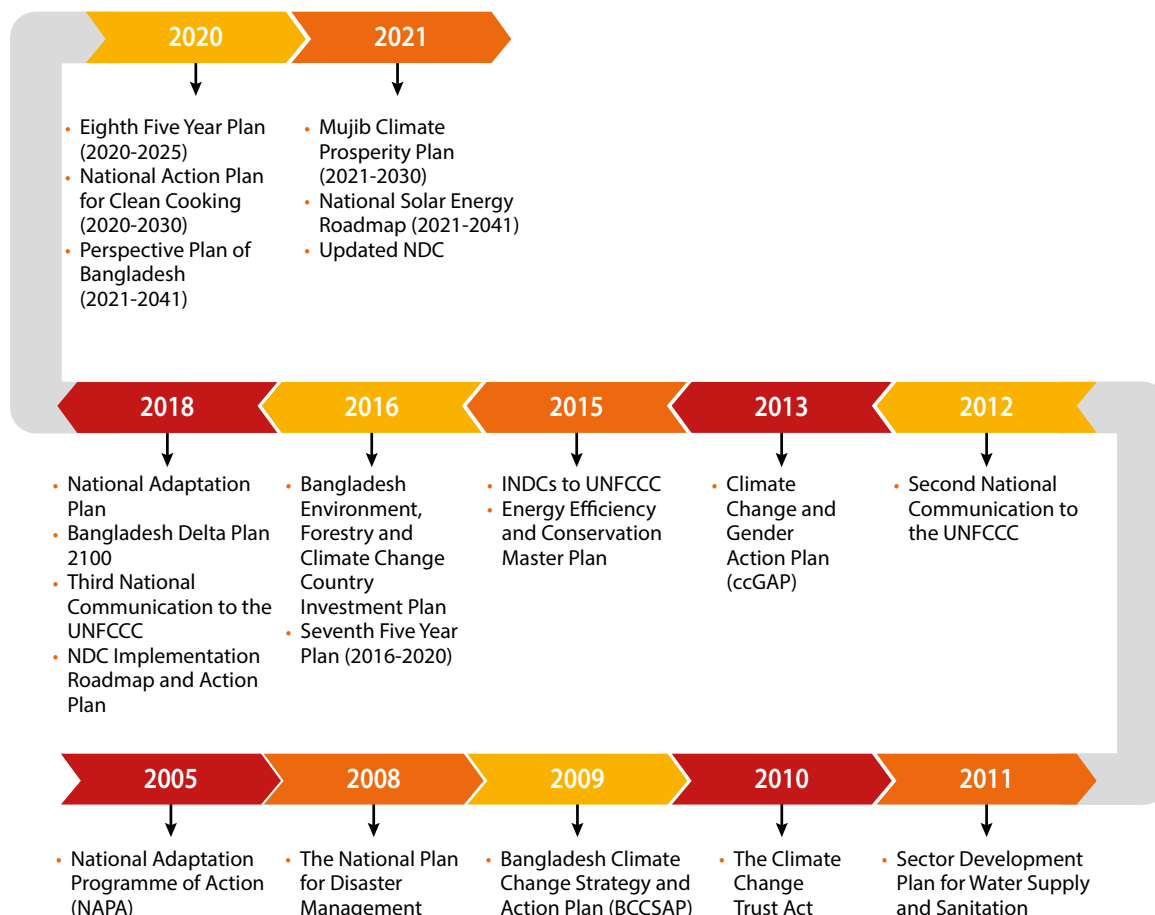 2020
2021
• Eighth Five Year Plan
(2020-2025)
• National Action Plan
for Clean Cooking
(2020-2030)
• Perspective Plan of
Bangladesh
(2021-2041)
• Mujib Climate
Prosperity Plan
(2021-2030)
• National Solar Energy
Roadmap (2021-2041)
• Updated NDC
2018
2016
2015
2013
2012
• National Adaptation
Plan
• Bangladesh Delta Plan
2100
• Third National
Communication to the
UNFCCC
• NDC Implementation
Roadmap and Action
Plan
• Bangladesh
Environment,
Forestry and
Climate Change
Country
Investment Plan
• Seventh Five Year
Plan (2016-2020)
• INDCs to UNFCCC
• Energy Efficiency
and Conservation
Master Plan
• Climate
Change and
Gender
Action Plan
(ccGAP)
• Second National
Communication to
the UNFCCC
2005
2008
2009
2010
2011
• National Adaptation
Programme of Action
(NAPA)
• The National Plan
for Disaster
Management
• Bangladesh Climate
Change Strategy and
Action Plan (BCCSAP)
• The Climate
Change
Trust Act
• Sector Development
Plan for Water Supply
and Sanitation